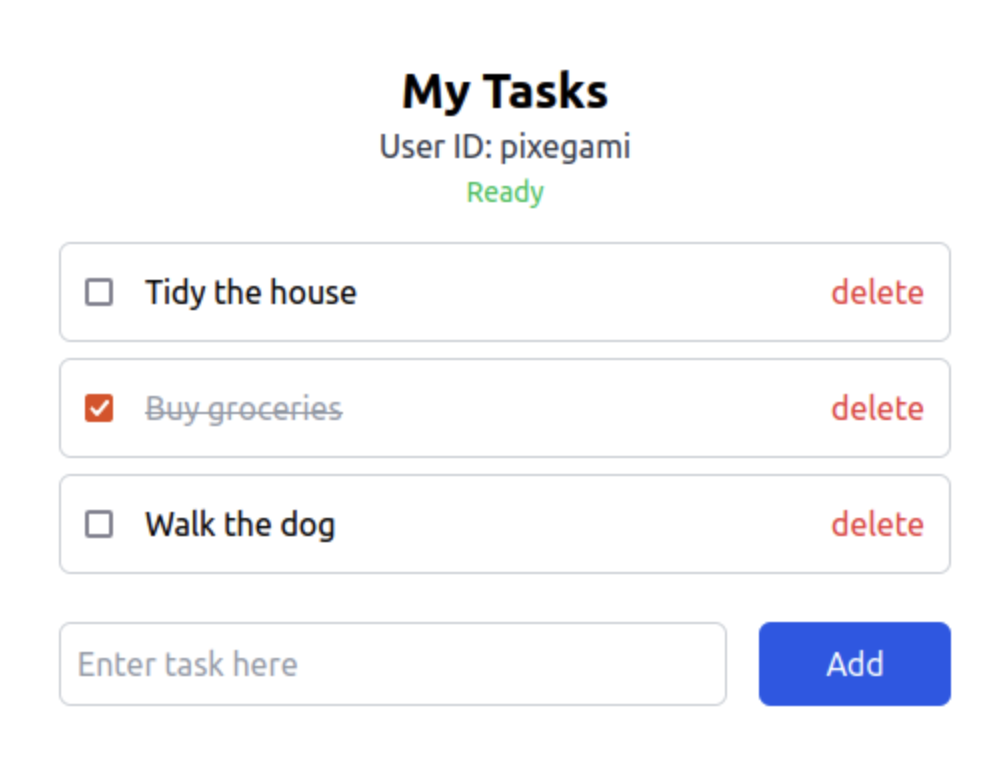 My Tasks
User ID: pixegami
Ready
Tidy the house delete
Buy groceries delete
Walk the dog delete
Enter task here Add